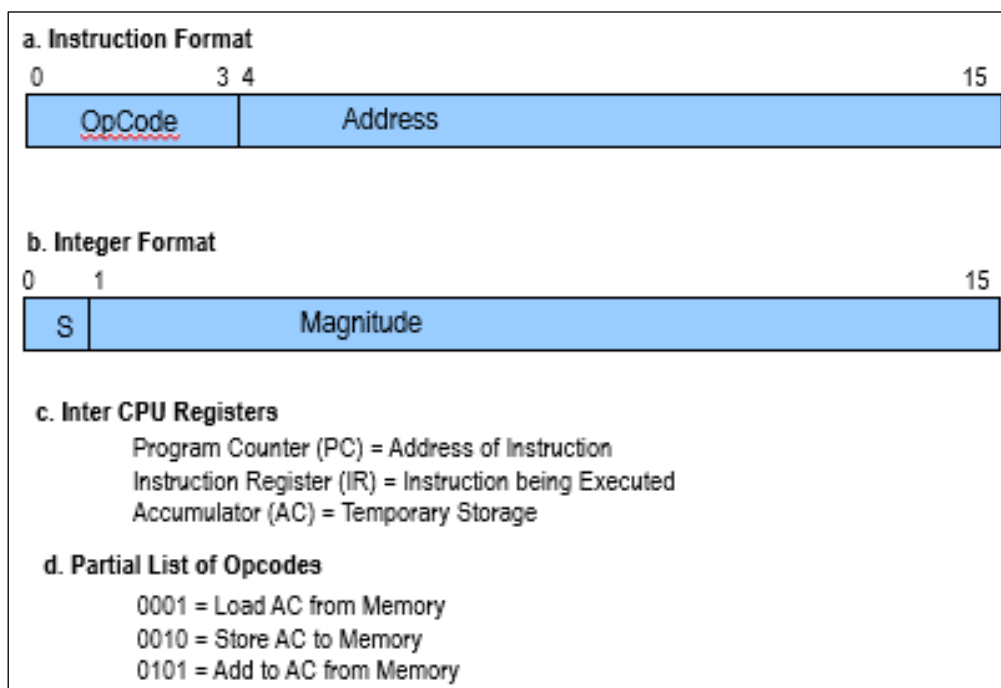 a. Instruction Format
0 3 4 15
OpCode Address
b. Integer Format
0 1 15
S Magnitude
c. Inter CPU Registers
Program Counter (PC) = Address of Instruction
Instruction Register (IR) = Instruction being Executed
Accumulator (AC) = Temporary Storage
d. Partial List of Opcodes
0001 = Load AC from Memory
0010 = Store AC to Memory
0101 = Add to AC from Memory